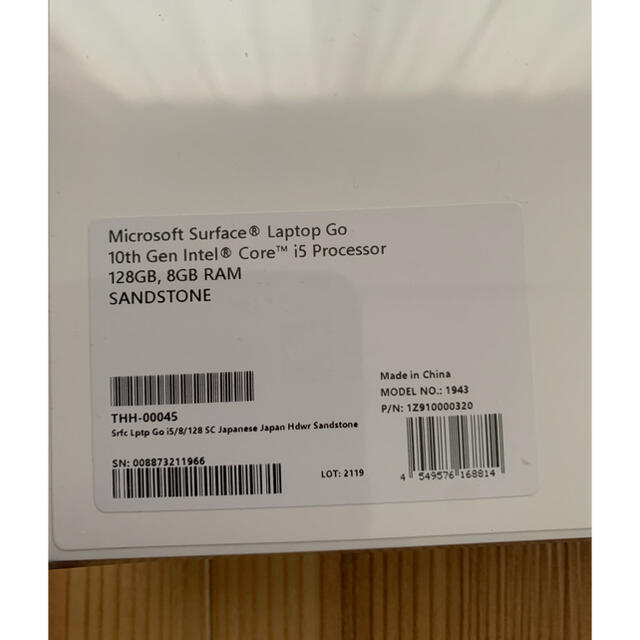 Microsoft Surface® Laptop Go
10th Gen Intel® Core™ i5 Processor
128GB, 8GB RAM
SANDSTONE
THH-00045
Srfc Lptp Go i5/8/128 SC Japanese Japan Hdwr Sandstone
SN: 008873211966
LOT: 2119
Made in China
MODEL NO.: 1943
P/N: 1Z910000320
4 549576 168814